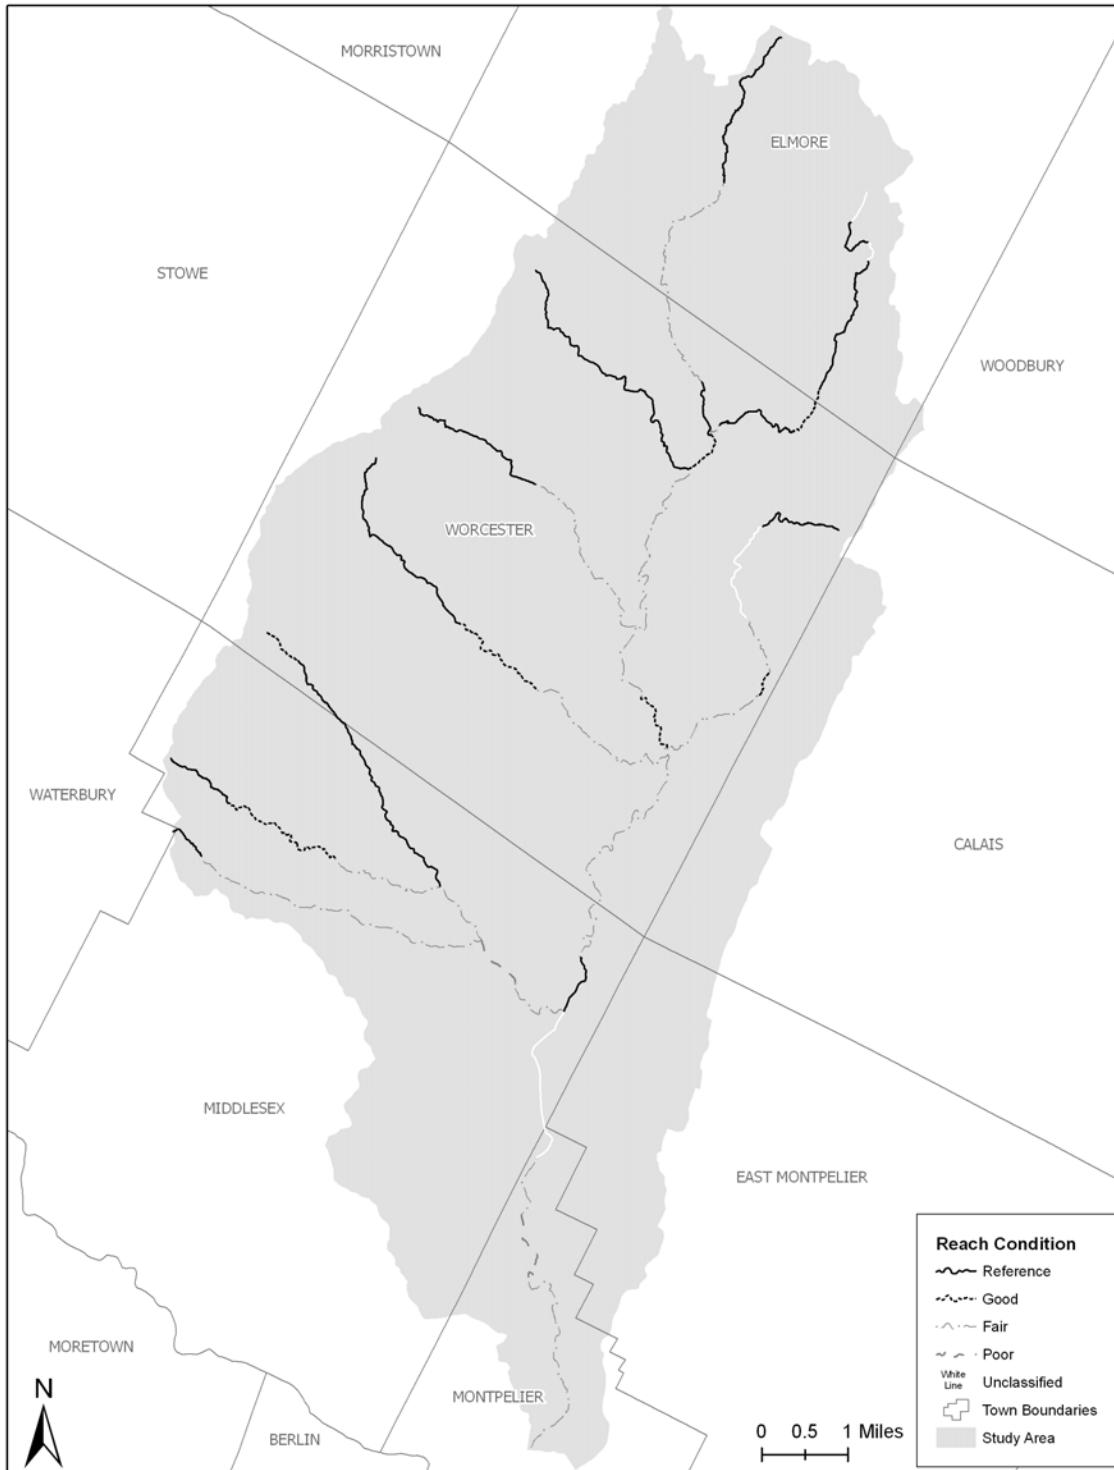 MORRISTOWN
ELMORE
STOWE
WOODBURY
WORCESTER
WATERBURY
CALAIS
MIDDLESEX
EAST MONTPELIER
MORETOWN
MONTPELIER
BERLIN
N
0 0.5 1 Miles
Reach Condition
Reference
Good
Fair
Poor
White
Line
Unclassified
Town Boundaries
Study Area